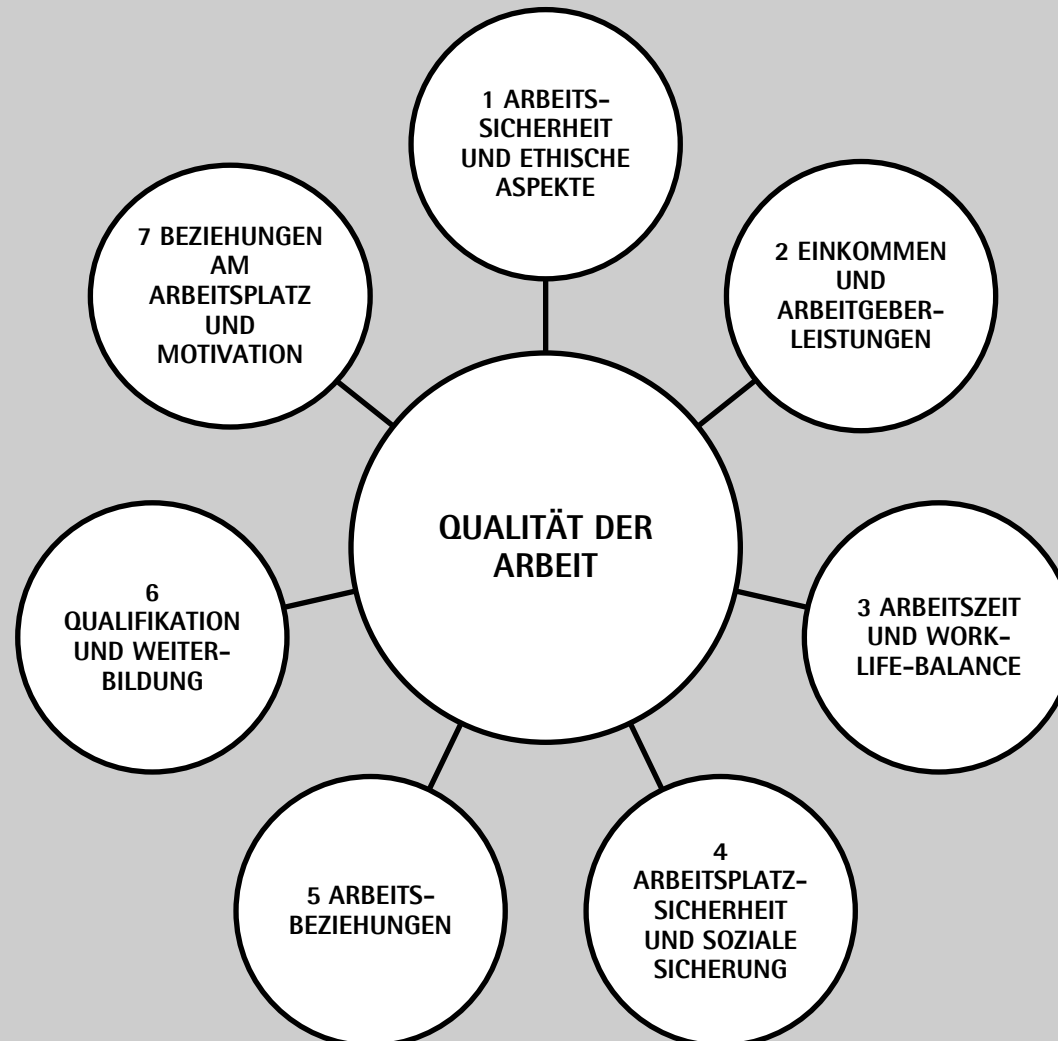 1 ARBEITS-
SICHERHEIT
UND ETHISCHE
ASPEKTE
2 EINKOMMEN
UND
ARBEITGEBER-
LEISTUNGEN
3 ARBEITSZEIT
UND WORK-
LIFE-BALANCE
4
ARBEITSPLATZ-
SICHERHEIT
UND SOZIALE
SICHERUNG
5 ARBEITS-
BEZIEHUNGEN
6
QUALIFIKATION
UND WEITER-
BILDUNG
7 BEZIEHUNGEN
AM
ARBEITSPLATZ
UND
MOTIVATION
QUALITÄT DER
ARBEIT